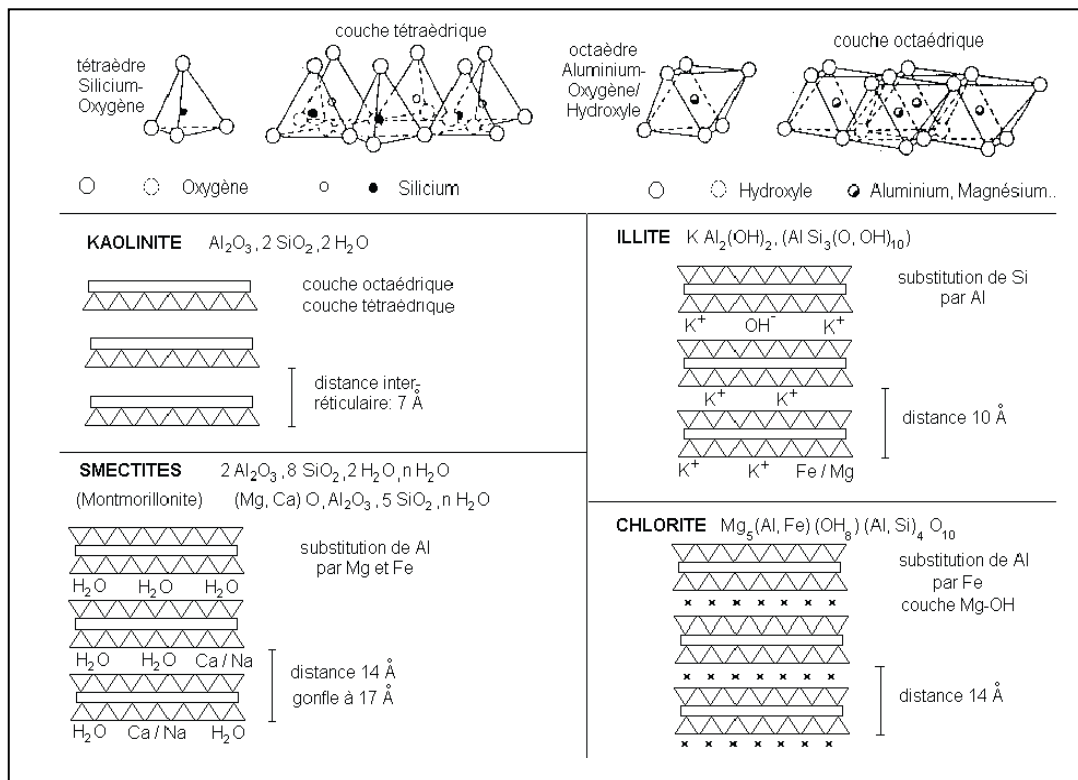 couche tétraèdrique
tétraèdre
Silicium-
Oxygène
octaèdre
Aluminium-
Oxygène/
Hydroxyle
couche octaédrique
Oxygène
Silicium
Hydroxyle
Aluminium, Magnésium..
KAOLINITE Al₂O₃, 2 SiO₂, 2 H₂O
couche octaédrique
couche tétraèdrique
distance inter-
réticulaire: 7 Å
ILLITE K Al₂(OH)₂, (Al Si₃(O, OH)₁₀)
substitution de Si
par Al
K⁺ OH⁻ K⁺
K⁺ K⁺
distance 10 Å
K⁺ K⁺ Fe / Mg
SMECTITES 2 Al₂O₃, 8 SiO₂, 2 H₂O, n H₂O
(Montmorillonite) (Mg, Ca) O, Al₂O₃, 5 SiO₂, n H₂O
substitution de Al
par Mg et Fe
H₂O H₂O H₂O
H₂O H₂O Ca / Na
distance 14 Å
gonfle à 17 Å
H₂O Ca / Na H₂O
CHLORITE Mg₅(Al, Fe) (OH₈) (Al, Si)₄ O₁₀
substitution de Al
par Fe
couche Mg-OH
distance 14 Å